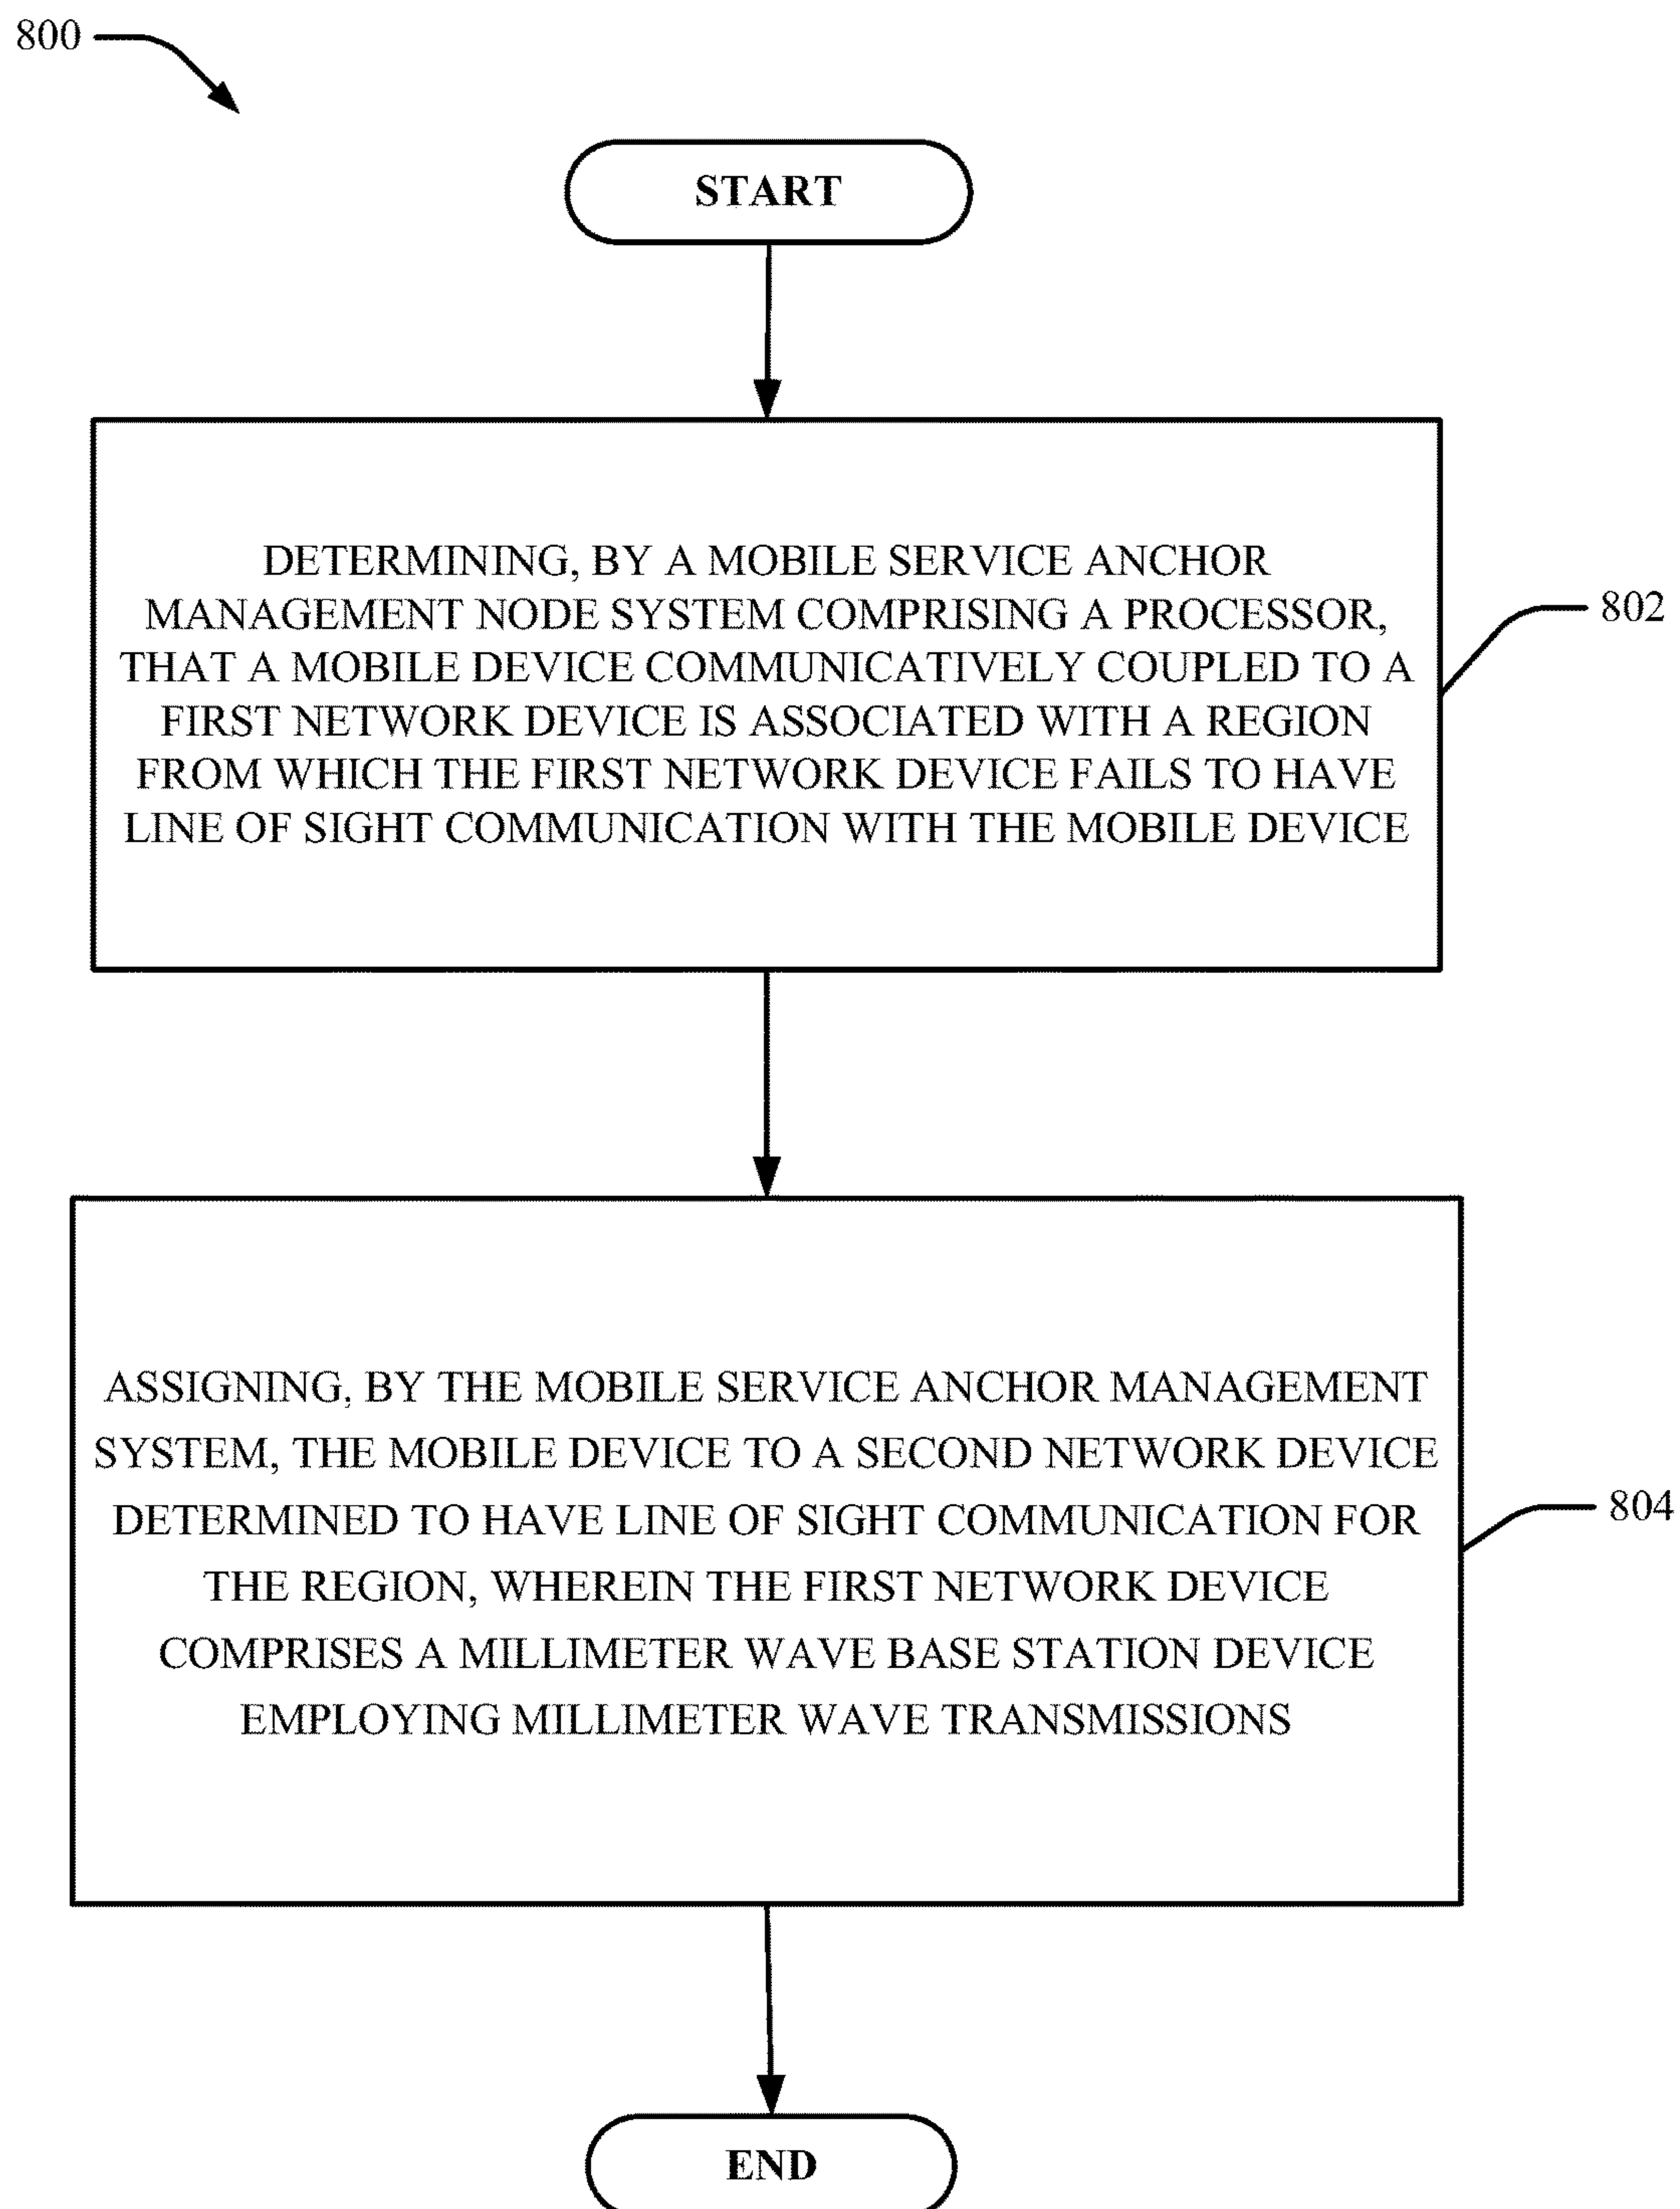 800
START
DETERMINING, BY A MOBILE SERVICE ANCHOR
MANAGEMENT NODE SYSTEM COMPRISING A PROCESSOR,
THAT A MOBILE DEVICE COMMUNICATIVELY COUPLED TO A
FIRST NETWORK DEVICE IS ASSOCIATED WITH A REGION
FROM WHICH THE FIRST NETWORK DEVICE FAILS TO HAVE
LINE OF SIGHT COMMUNICATION WITH THE MOBILE DEVICE
802
ASSIGNING, BY THE MOBILE SERVICE ANCHOR MANAGEMENT
SYSTEM, THE MOBILE DEVICE TO A SECOND NETWORK DEVICE
DETERMINED TO HAVE LINE OF SIGHT COMMUNICATION FOR
THE REGION, WHEREIN THE FIRST NETWORK DEVICE
COMPRISES A MILLIMETER WAVE BASE STATION DEVICE
EMPLOYING MILLIMETER WAVE TRANSMISSIONS
804
END